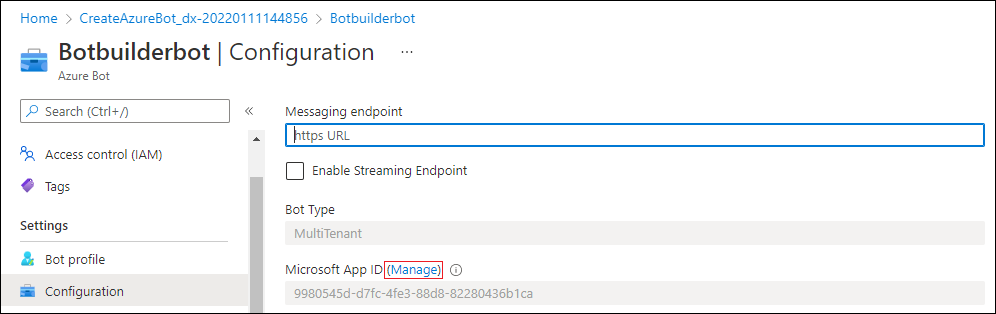 Home > CreateAzureBot_dx-20220111144856 > Botbuilderbot
Botbuilderbot | Configuration ...
Azure Bot
Search (Ctrl+/) «
Access control (IAM)
Tags
Settings
Bot profile
Configuration
Messaging endpoint
https URL
Enable Streaming Endpoint
Bot Type
MultiTenant
Microsoft App ID (Manage)
9980545d-d7fc-4fe3-88d8-82280436b1ca